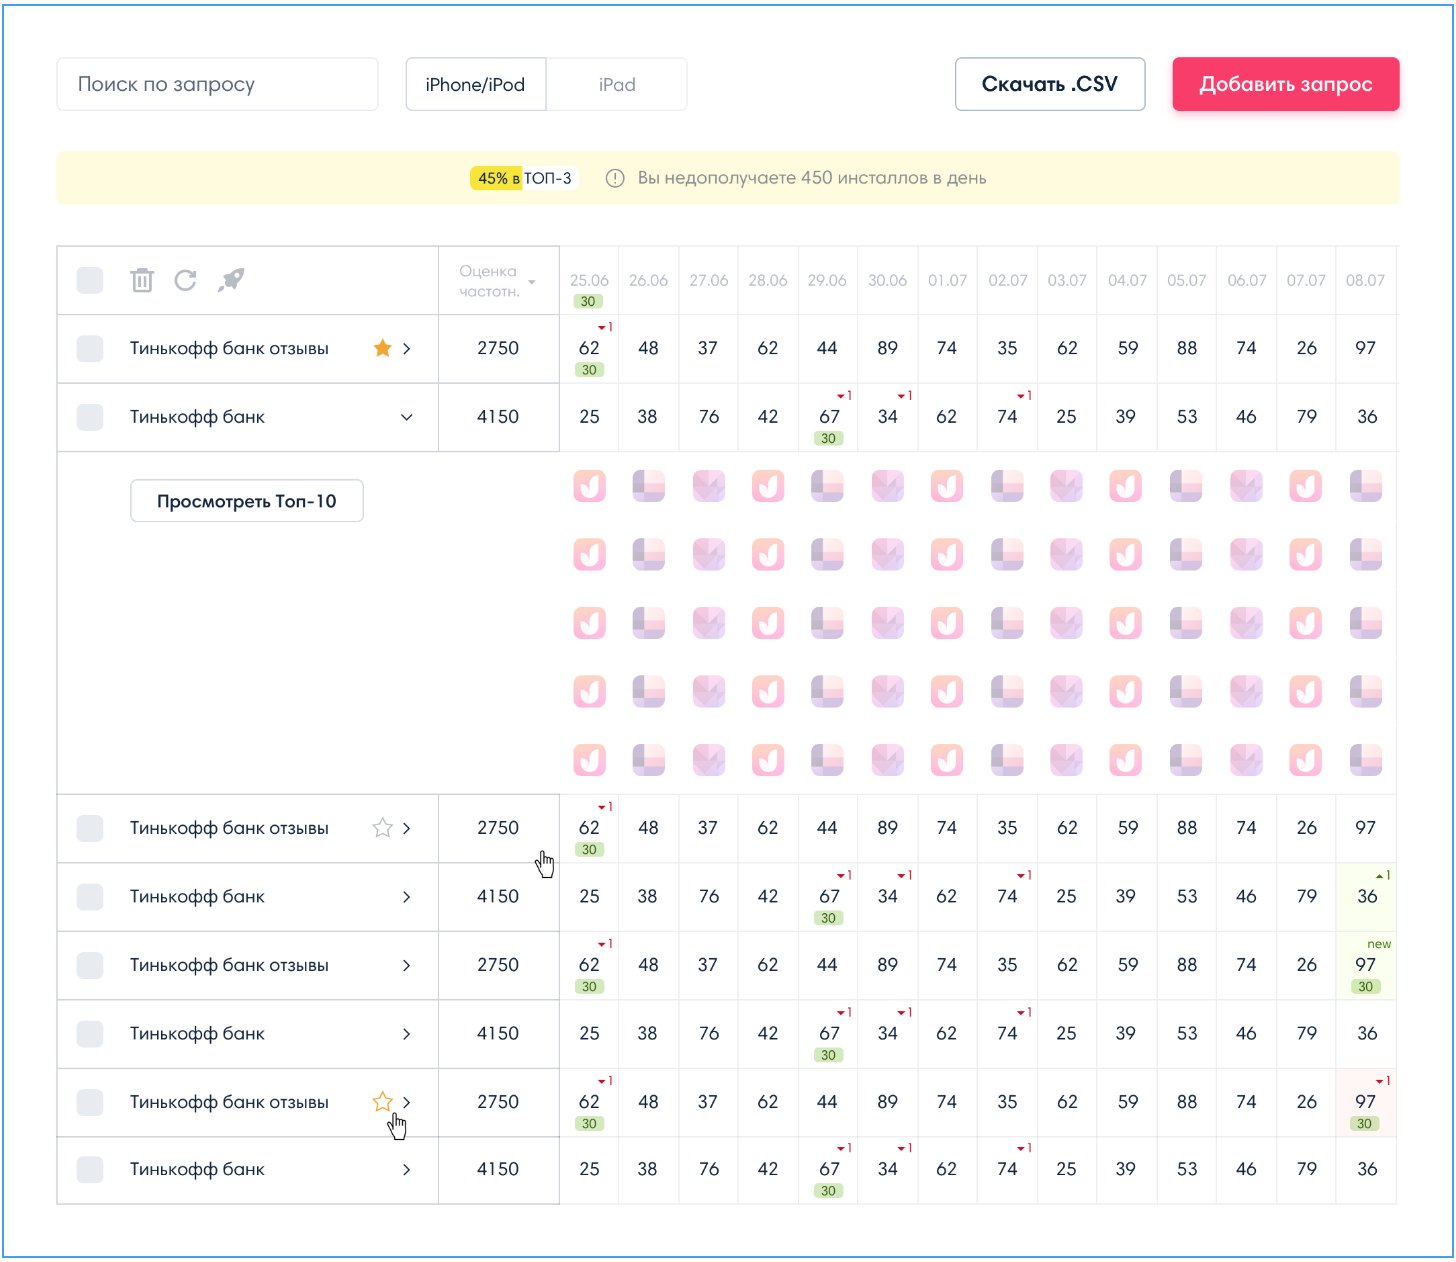 Поиск по запросу
iPhone/iPod
iPad
Скачать .CSV
Добавить запрос
45% в ТОП-3
Вы недополучаете 450 инсталлов в день
Оценка
частотн.
25.06 26.06 27.06 28.06 29.06 30.06 01.07 02.07 03.07 04.07 05.07 06.07 07.07 08.07
30
1
Тинькофф банк отзывы 2750 62 48 37 62 44 89 74 35 62 59 88 74 26 97
30
1 1 1
Тинькофф банк 4150 25 38 76 42 67 34 62 74 25 39 53 46 79 36
30
Просмотреть Топ-10
1
Тинькофф банк отзывы 2750 62 48 37 62 44 89 74 35 62 59 88 74 26 97
30
1 1 1 1
Тинькофф банк 4150 25 38 76 42 67 34 62 74 25 39 53 46 79 36
30
1 new
Тинькофф банк отзывы 2750 62 48 37 62 44 89 74 35 62 59 88 74 26 97
30 30
1 1 1
Тинькофф банк 4150 25 38 76 42 67 34 62 74 25 39 53 46 79 36
30
1 1
Тинькофф банк отзывы 2750 62 48 37 62 44 89 74 35 62 59 88 74 26 97
30 30
1 1 1
Тинькофф банк 4150 25 38 76 42 67 34 62 74 25 39 53 46 79 36
30